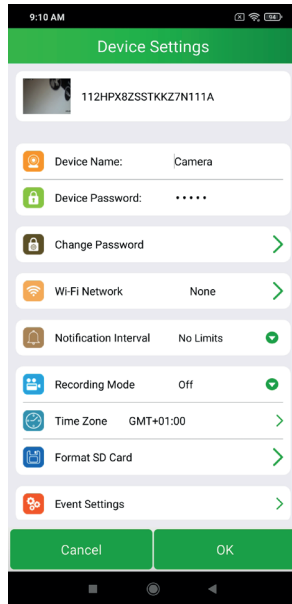 9:10 AM
94
Device Settings
112HPX8ZSSTKKZ7N111A
Device Name: Camera
Device Password: •••••
Change Password
Wi-Fi Network None
Notification Interval No Limits
Recording Mode Off
Time Zone GMT+01:00
Format SD Card
Event Settings
Cancel OK